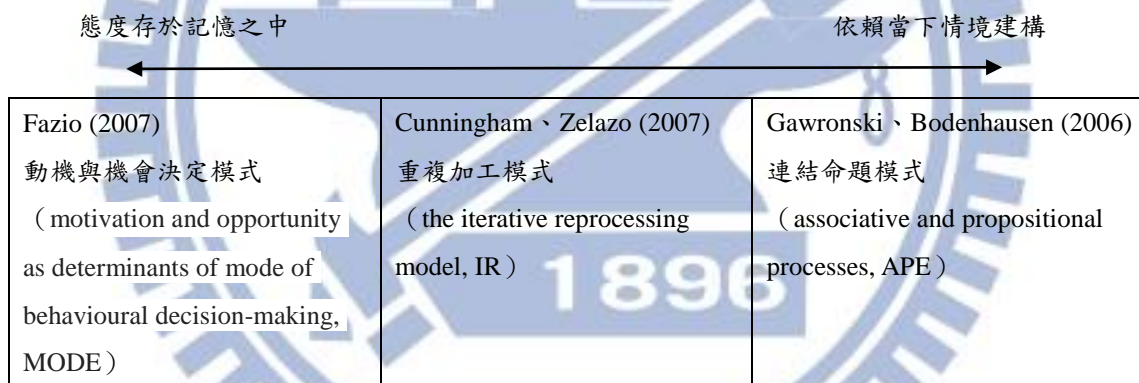 態度存於記憶之中
依賴當下情境建構
Fazio (2007)
動機與機會決定模式
（motivation and opportunity
as determinants of mode of
behavioural decision-making,
MODE）
Cunningham、Zelazo (2007)
重複加工模式
（the iterative reprocessing
model, IR）
Gawronski、Bodenhausen (2006)
連結命題模式
（associative and propositional
processes, APE）
1896